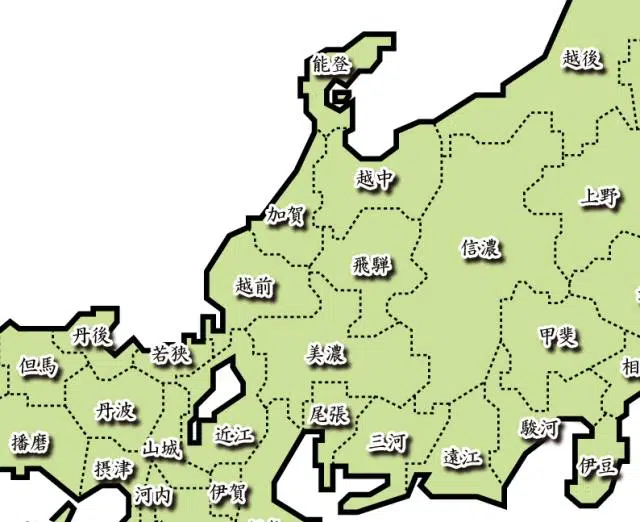 能登
越後
越中
上野
加賀
信濃
飛騨
越前
丹後
若狭
美濃
甲斐
但馬
相
丹波
尾張
近江
駿河
播磨
山城
三河
遠江
摂津
伊豆
河内
伊賀